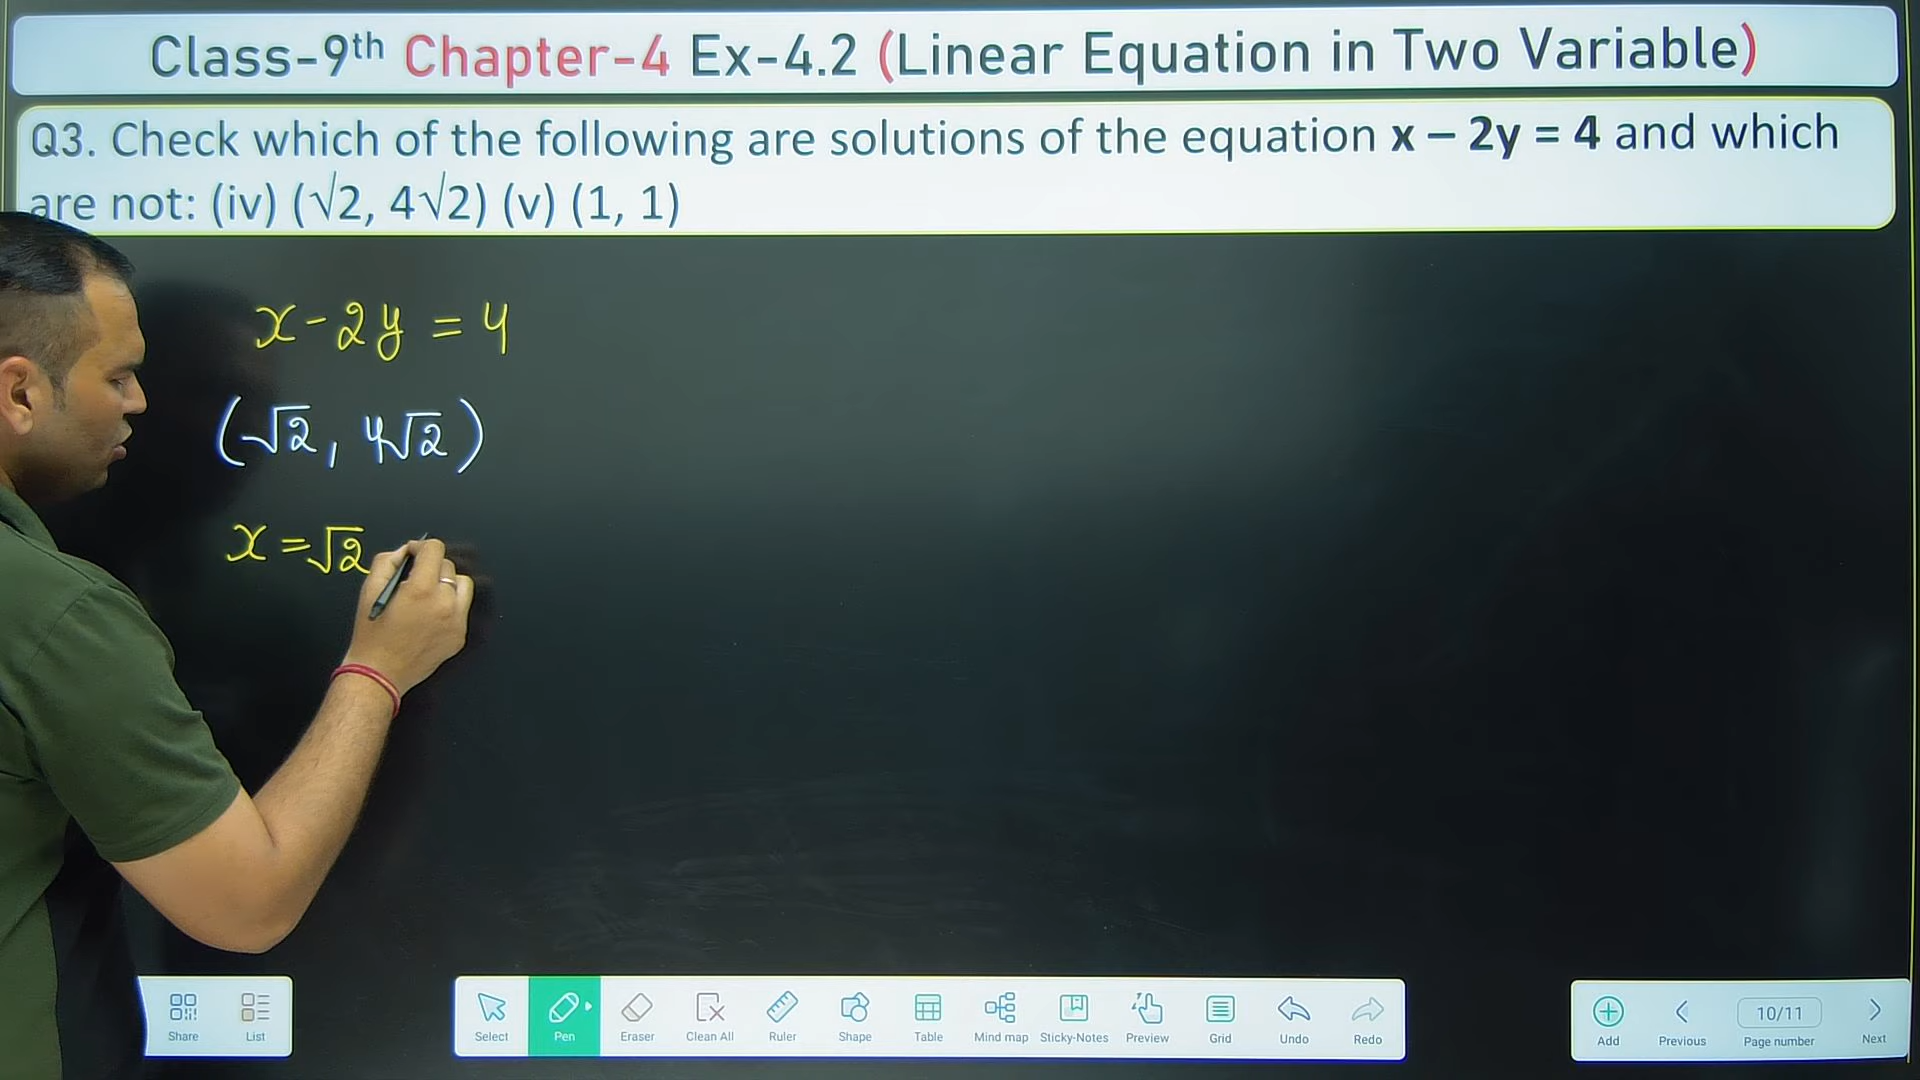 Class-9th Chapter-4 Ex-4.2 (Linear Equation in Two Variable)
Q3. Check which of the following are solutions of the equation x – 2y = 4 and which
are not: (iv) (√2, 4√2) (v) (1, 1)
x - 2y = 4
(√2, 4√2)
x = √2
Share List Select Pen Eraser Clean All Ruler Shape Table Mind map Sticky-Notes Preview Grid Undo Redo Add Previous 10/11 Page number Next